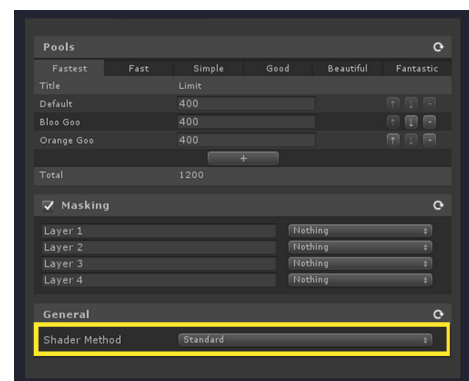 Pools
Fastest Fast Simple Good Beautiful Fantastic
Title Limit
Default 400
Bloo Goo 400
Orange Goo 400
+
Total 1200
Masking
Layer 1 Nothing
Layer 2 Nothing
Layer 3 Nothing
Layer 4 Nothing
General
Shader Method Standard